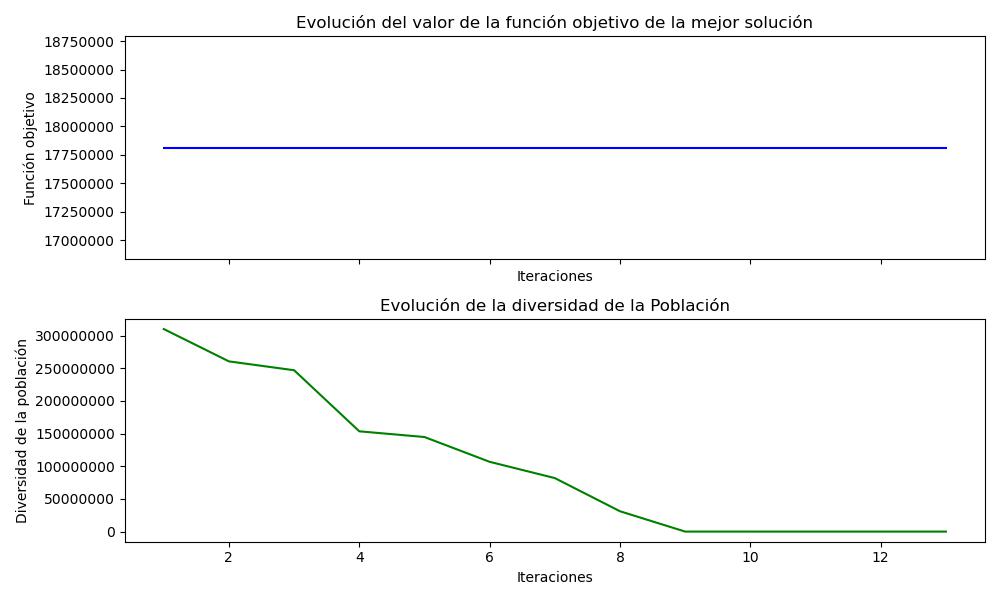 Evolución del valor de la función objetivo de la mejor solución
Función objetivo
18750000
18500000
18250000
18000000
17750000
17500000
17250000
17000000
Iteraciones
Evolución de la diversidad de la Población
Diversidad de la población
300000000
250000000
200000000
150000000
100000000
50000000
0
2 4 6 8 10 12
Iteraciones